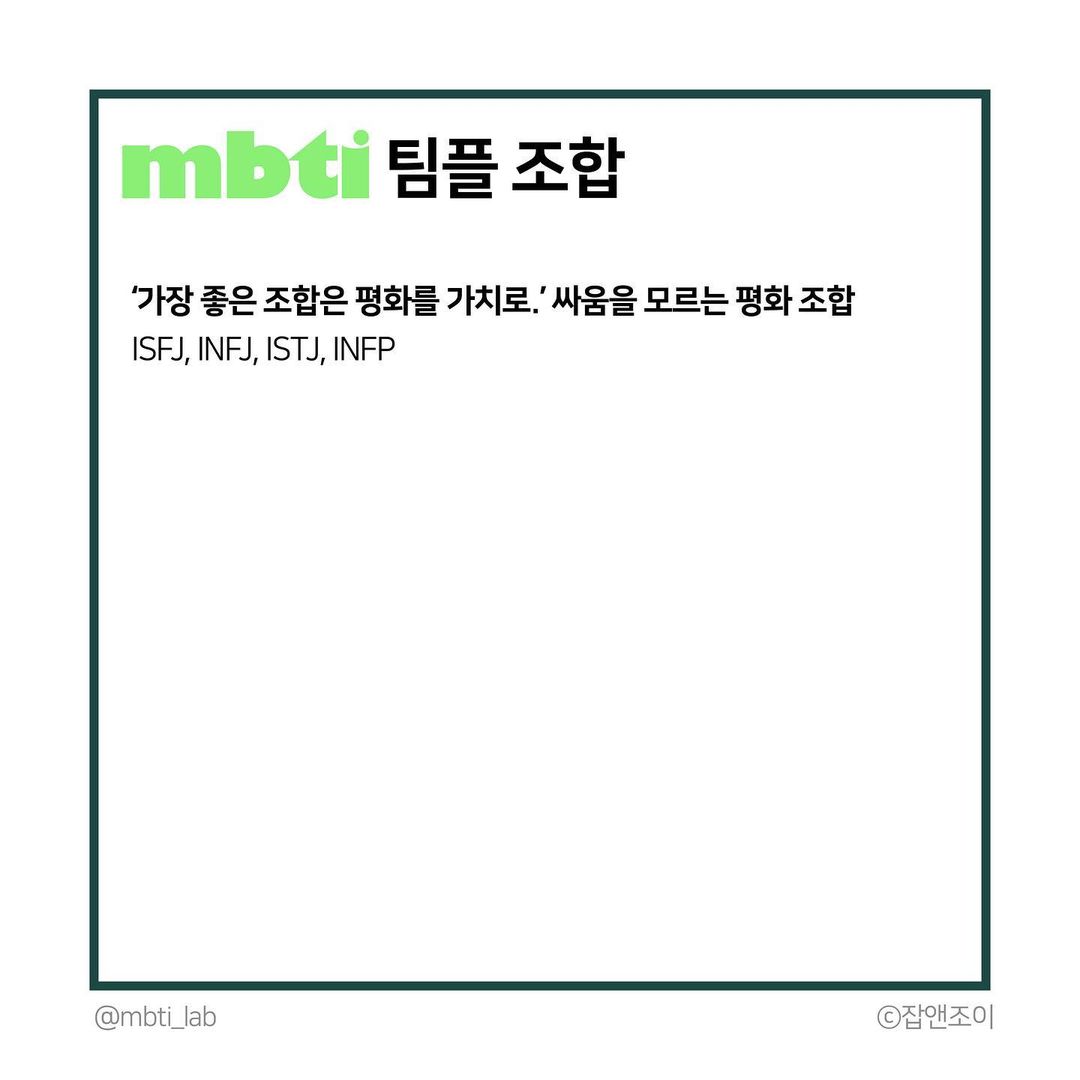 mbti 팀플 조합
‘가장 좋은 조합은 평화를 가치로.’ 싸움을 모르는 평화 조합
ISFJ, INFJ, ISTJ, INFP
@mbti_lab
ⓒ잡앤조이